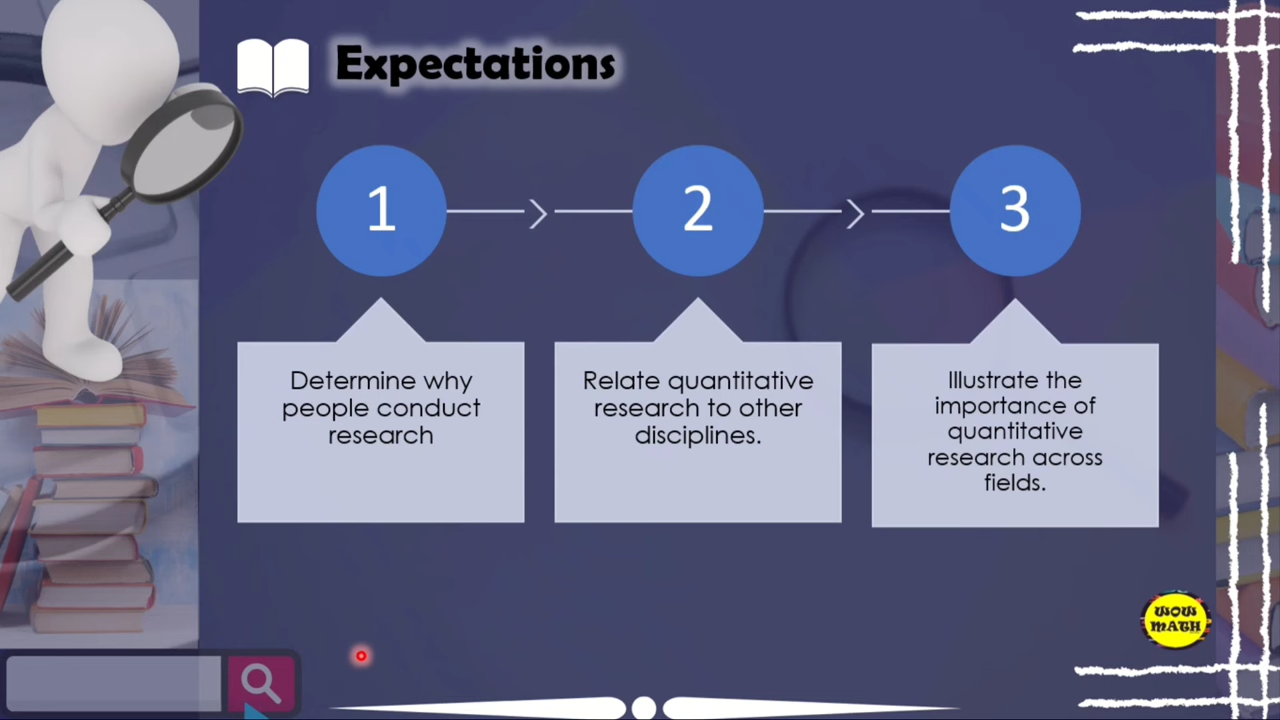 Expectations
1
2
3
Determine why
people conduct
research
Relate quantitative
research to other
disciplines.
Illustrate the
importance of
quantitative
research across
fields.
WOW
MATH